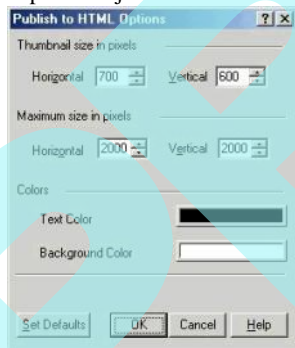 Publish to HTML Options
Thumbnail size in pixels
Horizontal 700 Vertical 600
Maximum size in pixels
Horizontal 2000 Vertical 2000
Colors
Text Color
Background Color
Set Defaults OK Cancel Help